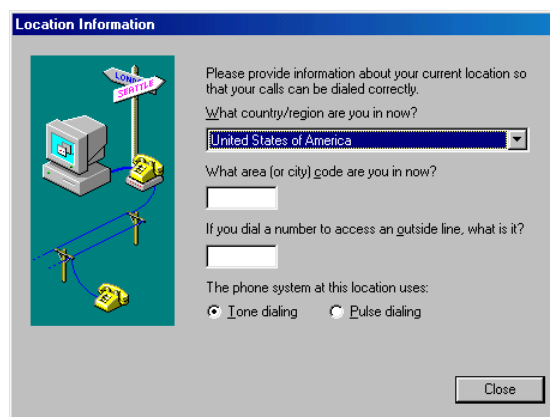 Location Information
LOND
SEATTLE
Please provide information about your current location so
that your calls can be dialed correctly.
What country/region are you in now?
United States of America
What area (or city) code are you in now?
If you dial a number to access an outside line, what is it?
The phone system at this location uses:
Tone dialing
Pulse dialing
Close